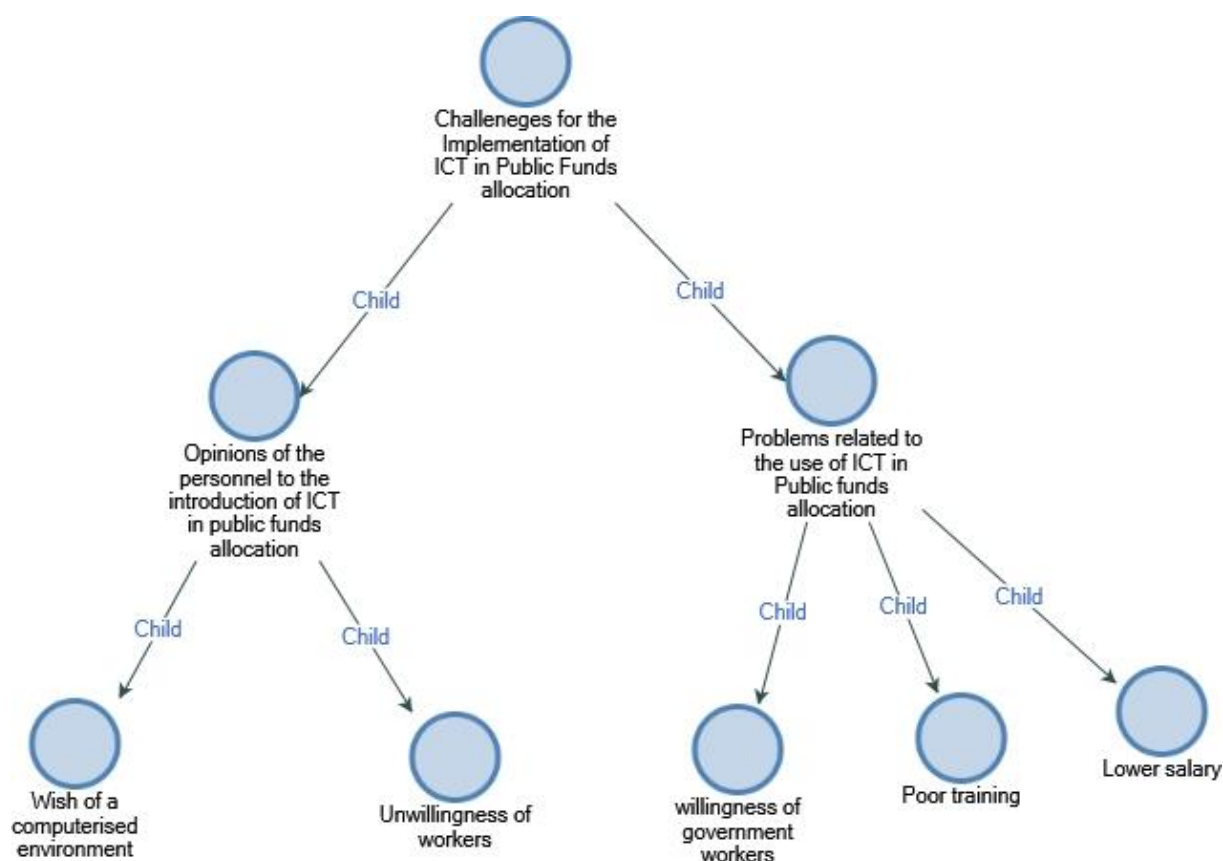 Challeneges for the
Implementation of
ICT in Public Funds
allocation
Child
Child
Opinions of the
personnel to the
introduction of ICT
in public funds
allocation
Problems related to
the use of ICT in
Public funds
allocation
Child
Child
Child
Child
Child
Wish of a
computerised
environment
Unwillingness of
workers
willingness of
government
workers
Poor training
Lower salary